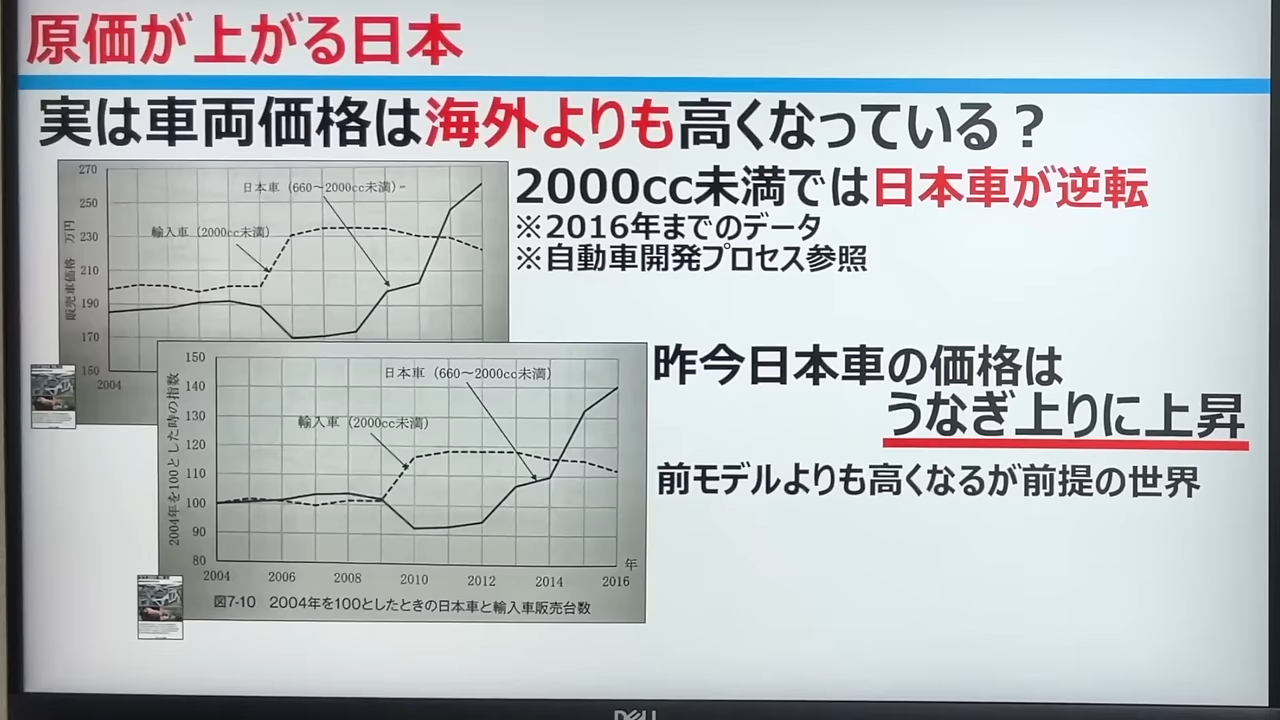 原価が上がる日本
実は車両価格は海外よりも高くなっている？
270
250
230
210
190
170
150
販売車価格 万円
日本車（660～2000cc未満）
輸入車（2000cc未満）
2004
2000cc未満では日本車が逆転
※2016年までのデータ
※自動車開発プロセス参照
150
140
130
120
110
100
90
80
2004年を100とした時の指数
日本車（660～2000cc未満）
輸入車（2000cc未満）
年
2004 2006 2008 2010 2012 2014 2016
図7-10 2004年を100としたときの日本車と輸入車販売台数
昨今日本車の価格は
うなぎ上りに上昇
前モデルよりも高くなるが前提の世界
DELL